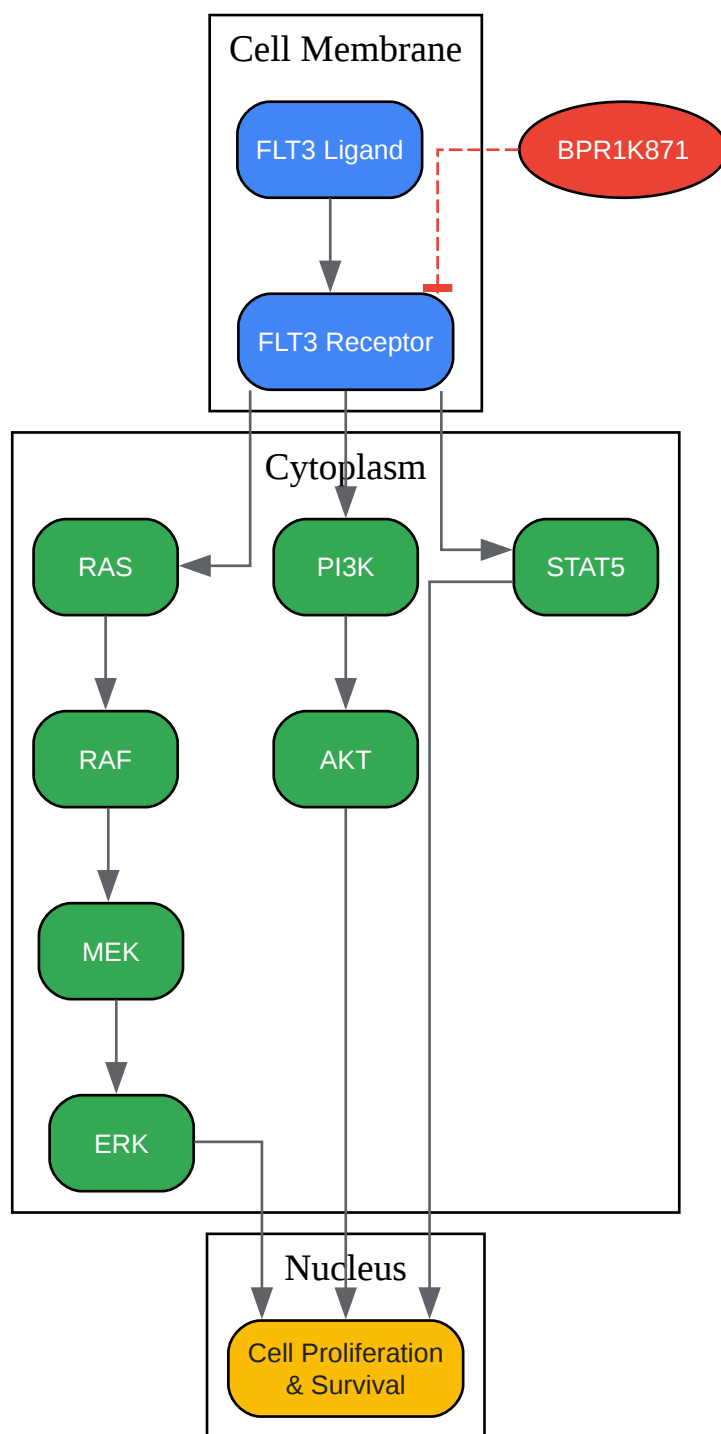 Cell Membrane
FLT3 Ligand
BPR1K871
FLT3 Receptor
Cytoplasm
RAS
PI3K
STAT5
RAF
AKT
MEK
ERK
Nucleus
Cell Proliferation
& Survival